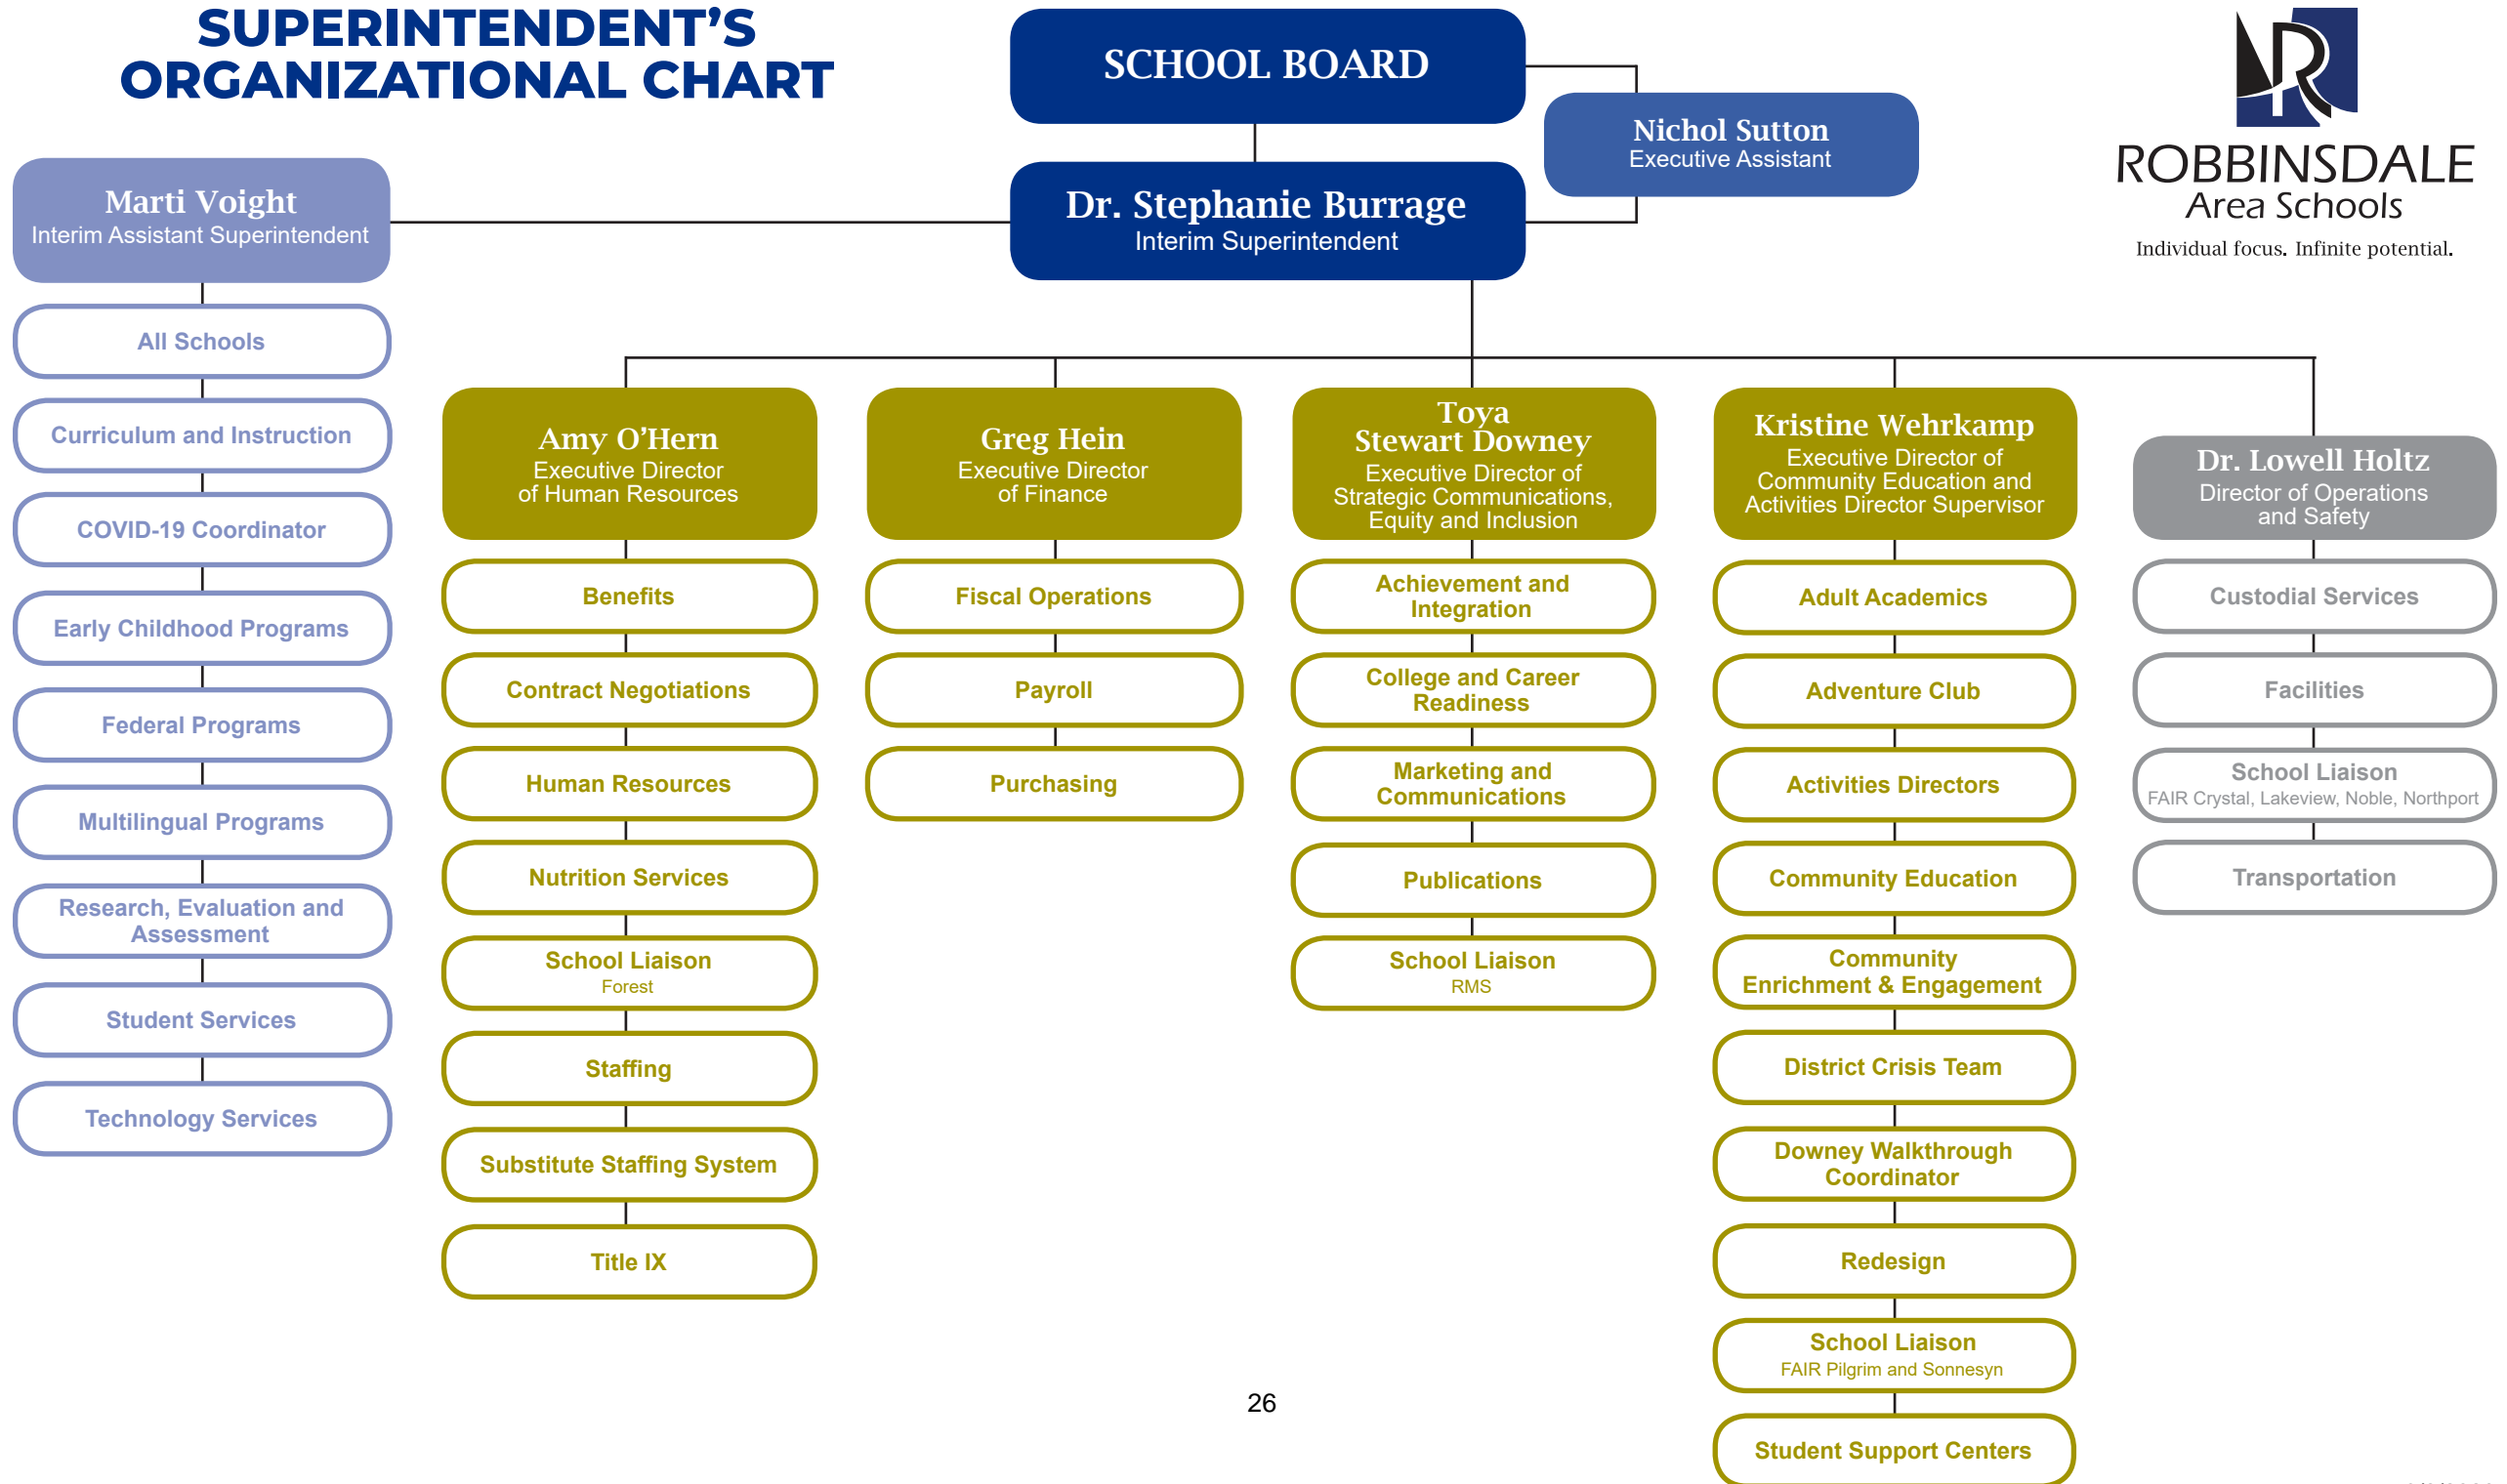 SUPERINTENDENT’S
ORGANIZATIONAL CHART
SCHOOL BOARD
Nichol Sutton
Executive Assistant
Dr. Stephanie Burrage
Interim Superintendent
ROBBINSDALE
Area Schools
Individual focus. Infinite potential.
Marti Voight
Interim Assistant Superintendent
All Schools
Curriculum and Instruction
COVID-19 Coordinator
Early Childhood Programs
Federal Programs
Multilingual Programs
Research, Evaluation and
Assessment
Student Services
Technology Services
Amy O’Hern
Executive Director
of Human Resources
Benefits
Contract Negotiations
Human Resources
Nutrition Services
School Liaison
Forest
Staffing
Substitute Staffing System
Title IX
Greg Hein
Executive Director
of Finance
Fiscal Operations
Payroll
Purchasing
Toya
Stewart Downey
Executive Director of
Strategic Communications,
Equity and Inclusion
Achievement and
Integration
College and Career
Readiness
Marketing and
Communications
Publications
School Liaison
RMS
Kristine Wehrkamp
Executive Director of
Community Education and
Activities Director Supervisor
Adult Academics
Adventure Club
Activities Directors
Community Education
Community
Enrichment & Engagement
District Crisis Team
Downey Walkthrough
Coordinator
Redesign
School Liaison
FAIR Pilgrim and Sonnesyn
Student Support Centers
Dr. Lowell Holtz
Director of Operations
and Safety
Custodial Services
Facilities
School Liaison
FAIR Crystal, Lakeview, Noble, Northport
Transportation
26